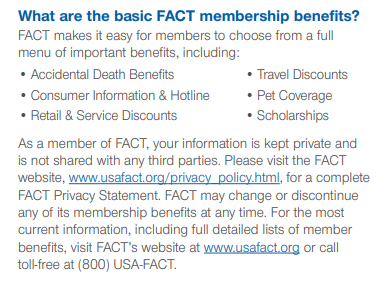 What are the basic FACT membership benefits?
FACT makes it easy for members to choose from a full
menu of important benefits, including:
• Accidental Death Benefits
• Consumer Information & Hotline
• Retail & Service Discounts
• Travel Discounts
• Pet Coverage
• Scholarships
As a member of FACT, your information is kept private and
is not shared with any third parties. Please visit the FACT
website, www.usafact.org/privacy_policy.html, for a complete
FACT Privacy Statement. FACT may change or discontinue
any of its membership benefits at any time. For the most
current information, including full detailed lists of member
benefits, visit FACT's website at www.usafact.org or call
toll-free at (800) USA-FACT.